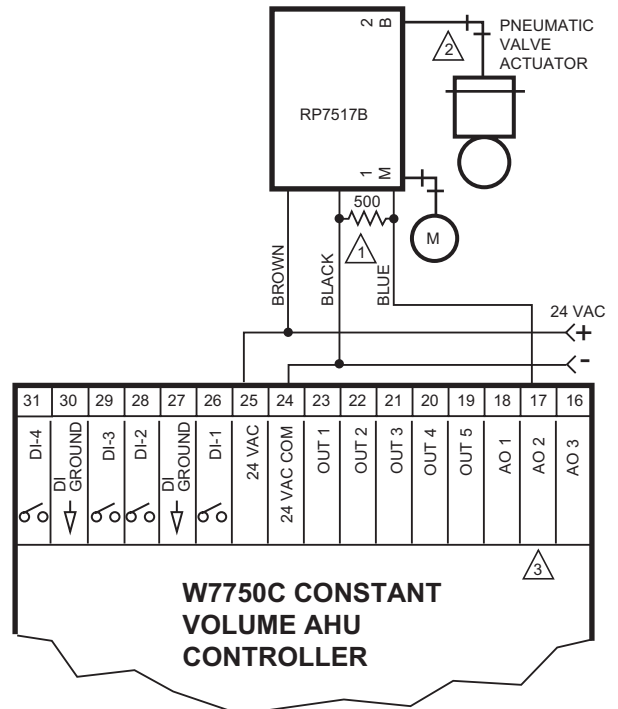 2 B
PNEUMATIC
VALVE
ACTUATOR
2
RP7517B
1 M
500
1
M
BROWN
BLACK
BLUE
24 VAC
+
-
31 30 29 28 27 26 25 24 23 22 21 20 19 18 17 16
DI-4
DI
GROUND
DI-3
DI-2
DI
GROUND
DI-1
24 VAC
24 VAC COM
OUT 1
OUT 2
OUT 3
OUT 4
OUT 5
AO 1
AO 2
AO 3
3
W7750C CONSTANT
VOLUME AHU
CONTROLLER